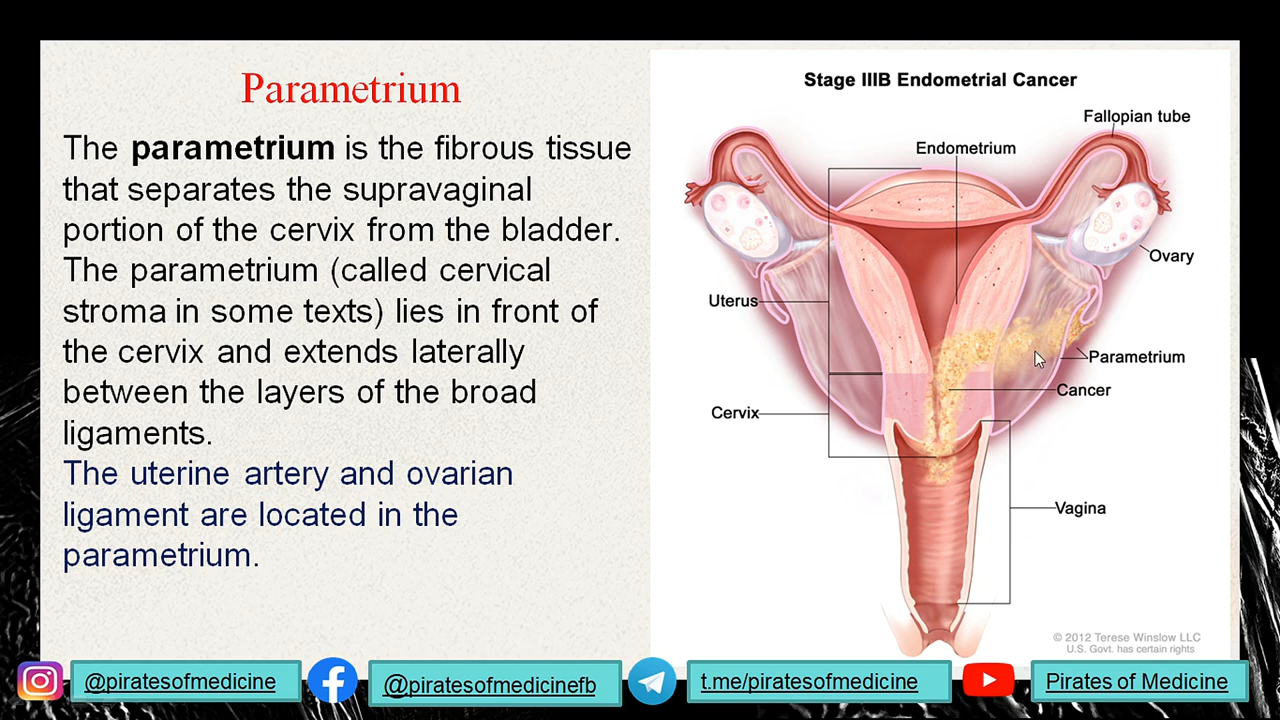 Parametrium
The parametrium is the fibrous tissue
that separates the supravaginal
portion of the cervix from the bladder.
The parametrium (called cervical
stroma in some texts) lies in front of
the cervix and extends laterally
between the layers of the broad
ligaments.
The uterine artery and ovarian
ligament are located in the
parametrium.
Stage IIIB Endometrial Cancer
Fallopian tube
Endometrium
Ovary
Uterus
Parametrium
Cancer
Cervix
Vagina
© 2012 Terese Winslow LLC
U.S. Govt. has certain rights
@piratesofmedicine
@piratesofmedicinefb
t.me/piratesofmedicine
Pirates of Medicine